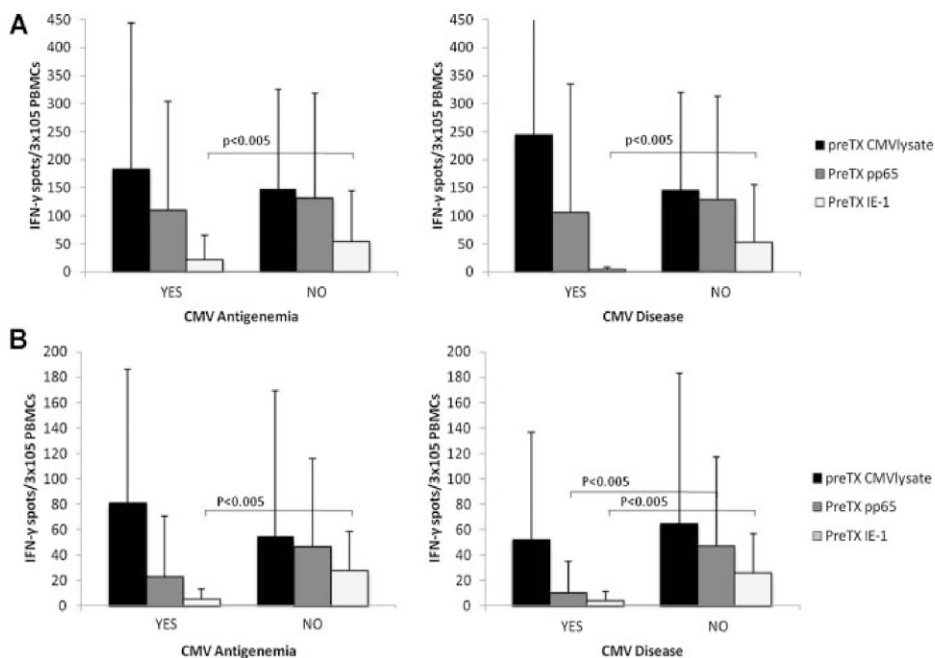 A
IFN-γ spots/3x105 PBMCs
450
400
350
300
250
200
150
100
50
0
p<0.005
YES
NO
CMV Antigenemia
IFN-γ spots/3x105 PBMCs
450
400
350
300
250
200
150
100
50
0
p<0.005
YES
NO
CMV Disease
preTX CMVlysate
PreTX pp65
PreTX IE-1
B
IFN-γ spots/3x105 PBMCs
200
180
160
140
120
100
80
60
40
20
0
P<0.005
YES
NO
CMV Antigenemia
IFN-γ spots/3x105 PBMCs
200
180
160
140
120
100
80
60
40
20
0
P<0.005
P<0.005
YES
NO
CMV Disease
preTX CMVlysate
PreTX pp65
PreTX IE-1